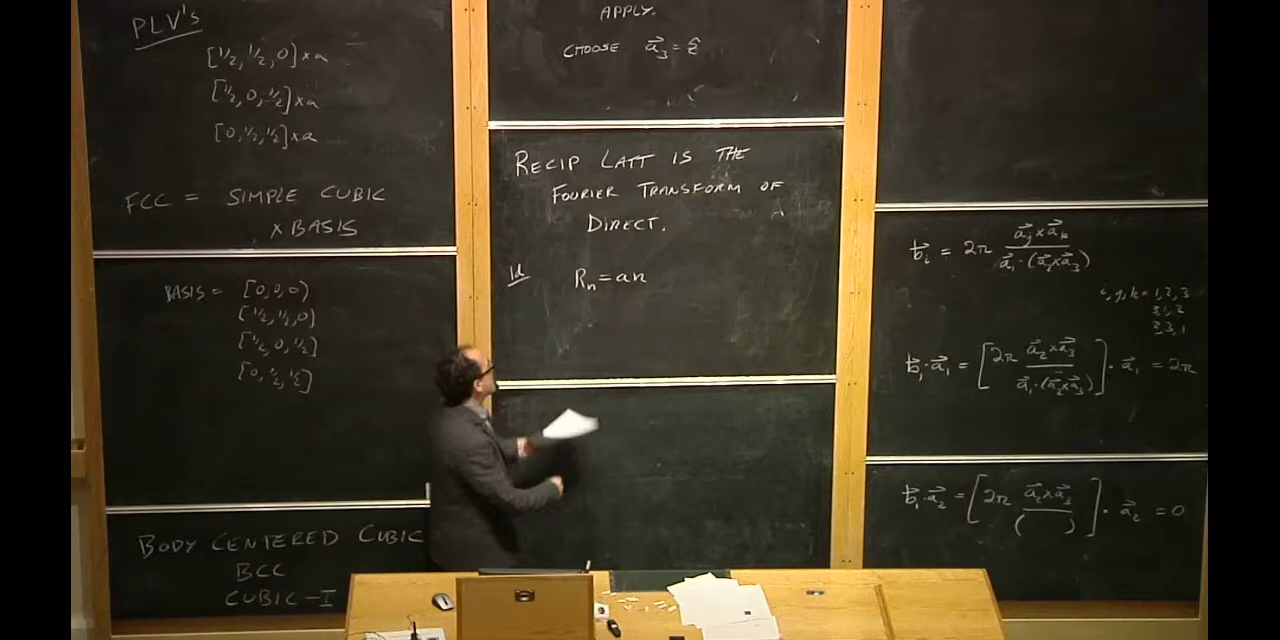 PLV's
[1/2, 1/2, 0] × a
[1/2, 0, 1/2] × a
[0, 1/2, 1/2] × a
FCC = SIMPLE CUBIC
× BASIS
BASIS = [0, 0, 0)
[1/2, 1/2, 0]
[1/2, 0, 1/2]
[0, 1/2, 1/2]
BODY CENTERED CUBIC
BCC
CUBIC-I
APPLY.
CHOOSE a⃗₃ = ẑ
RECIP LATT IS THE
FOURIER TRANSFORM OF
DIRECT.
1d Rₙ = an
b⃗ᵢ = 2π (a⃗ⱼ × a⃗ₖ) / (a⃗₁ · (a⃗₂ × a⃗₃))
i, j, k = 1, 2, 3
3, 1, 2
2 3, 1
b⃗₁ · a⃗₁ = [2π (a⃗₂ × a⃗₃) / (a⃗₁ · (a⃗₂ × a⃗₃))] · a⃗₁ = 2π
b⃗₁ · a⃗₂ = [2π (a⃗₂ × a⃗₃) / ( )] · a⃗₂ = 0